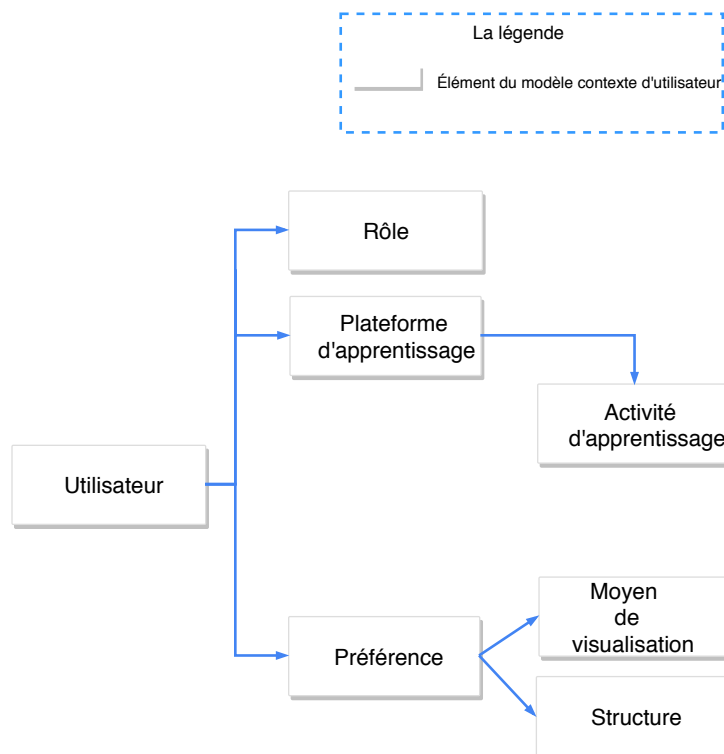 La légende
Élément du modèle contexte d'utilisateur
Rôle
Plateforme
d'apprentissage
Activité
d'apprentissage
Utilisateur
Moyen
de
visualisation
Préférence
Structure